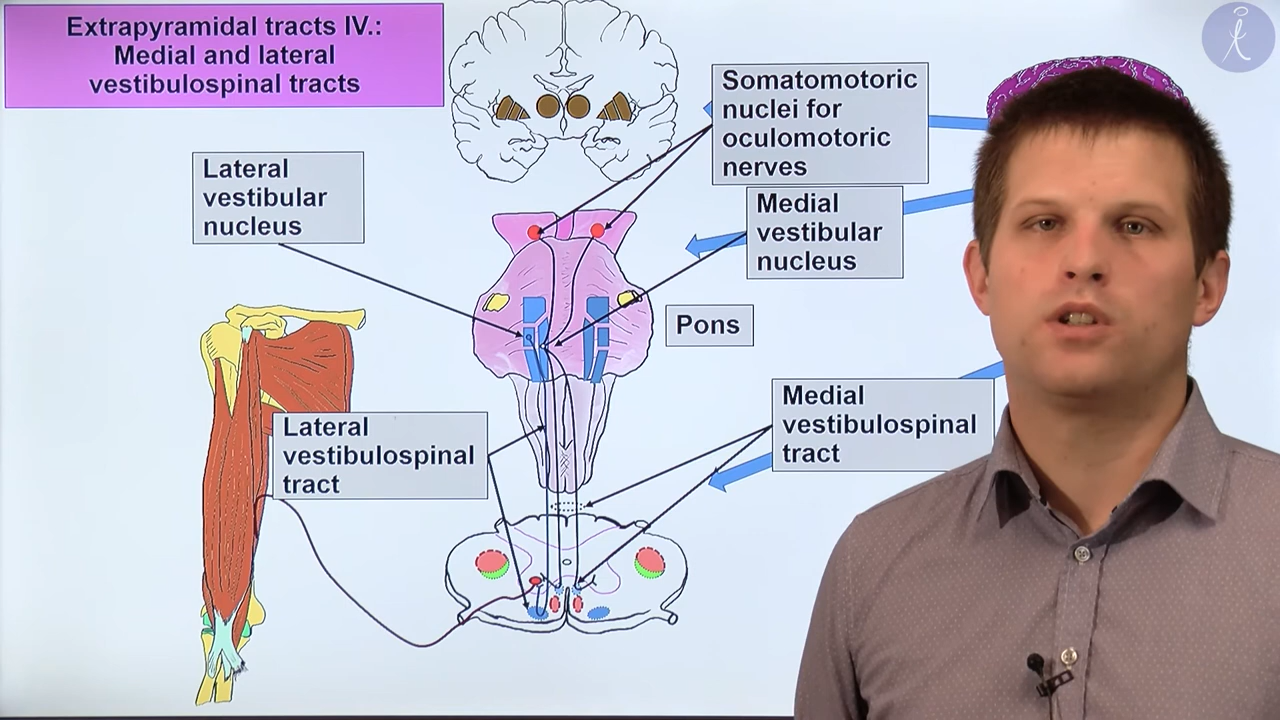 Extrapyramidal tracts IV.:
Medial and lateral
vestibulospinal tracts
Somatomotoric
nuclei for
oculomotoric
nerves
Lateral
vestibular
nucleus
Medial
vestibular
nucleus
Pons
Medial
vestibulospinal
tract
Lateral
vestibulospinal
tract